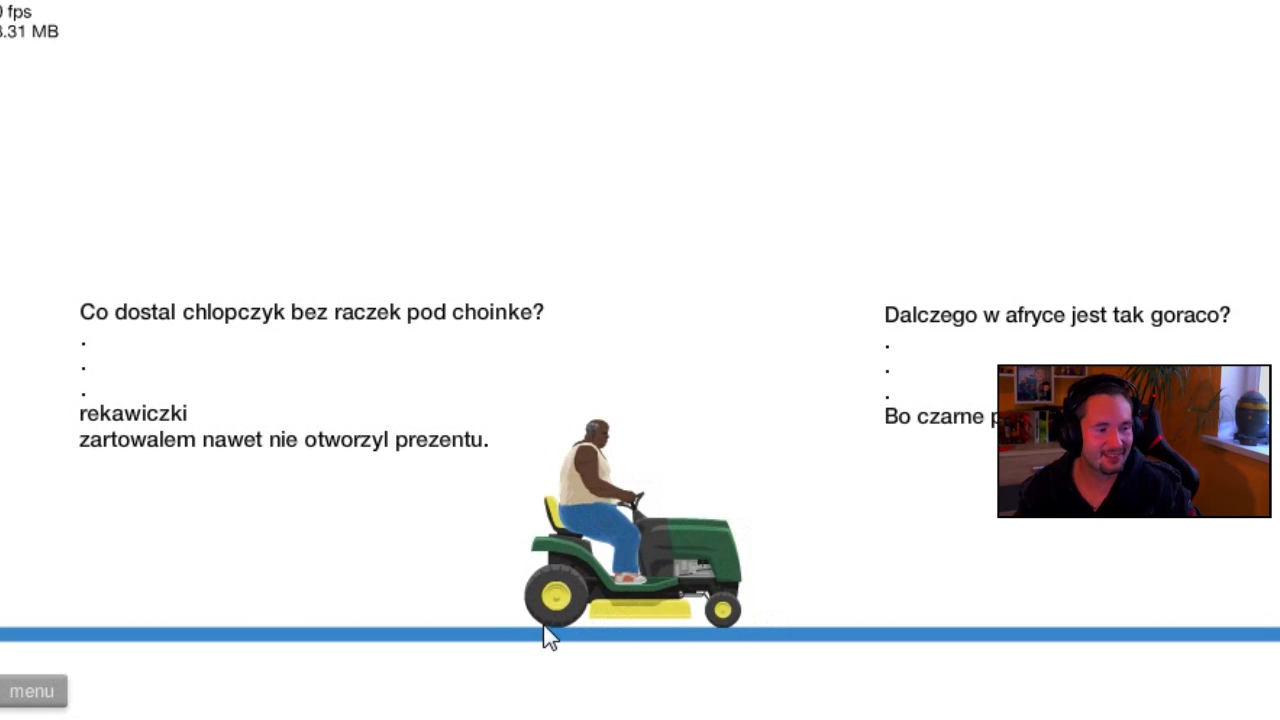 fps
.31 MB
Co dostal chlopczyk bez raczek pod choinke?
.
.
.
rekawiczki
zartowalem nawet nie otworzyl prezentu.
Dalczego w afryce jest tak goraco?
.
.
.
Bo czarne
menu